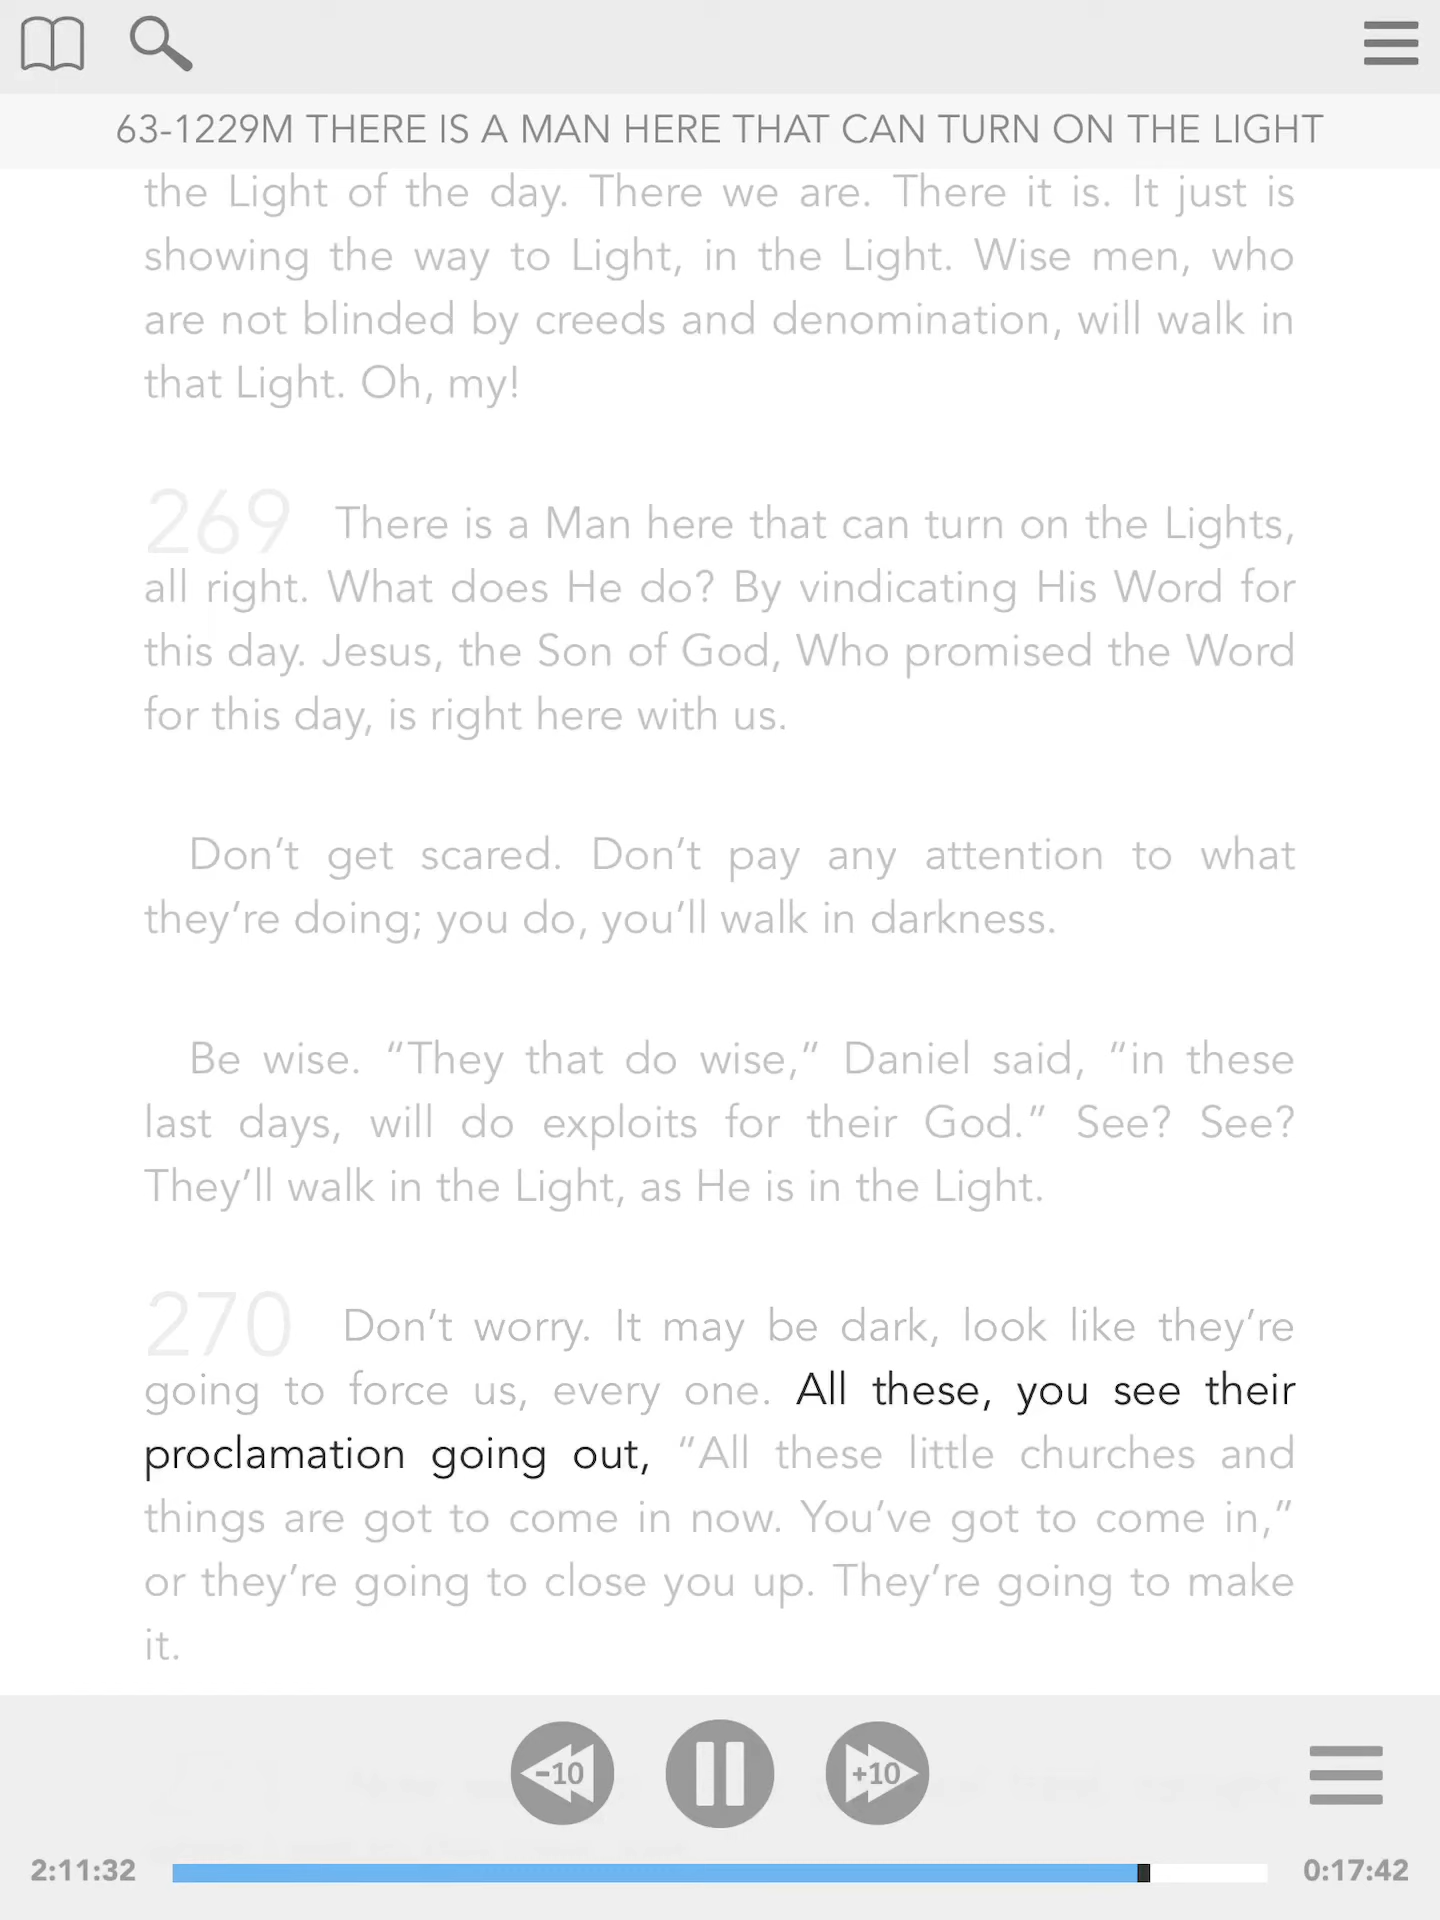 63-1229M THERE IS A MAN HERE THAT CAN TURN ON THE LIGHT
the Light of the day. There we are. There it is. It just is
showing the way to Light, in the Light. Wise men, who
are not blinded by creeds and denomination, will walk in
that Light. Oh, my!
269 There is a Man here that can turn on the Lights,
all right. What does He do? By vindicating His Word for
this day. Jesus, the Son of God, Who promised the Word
for this day, is right here with us.
Don’t get scared. Don’t pay any attention to what
they’re doing; you do, you’ll walk in darkness.
Be wise. “They that do wise,” Daniel said, “in these
last days, will do exploits for their God.” See? See?
They’ll walk in the Light, as He is in the Light.
270 Don’t worry. It may be dark, look like they’re
going to force us, every one. All these, you see their
proclamation going out, “All these little churches and
things are got to come in now. You’ve got to come in,”
or they’re going to close you up. They’re going to make
it.
-10 +10
2:11:32 0:17:42